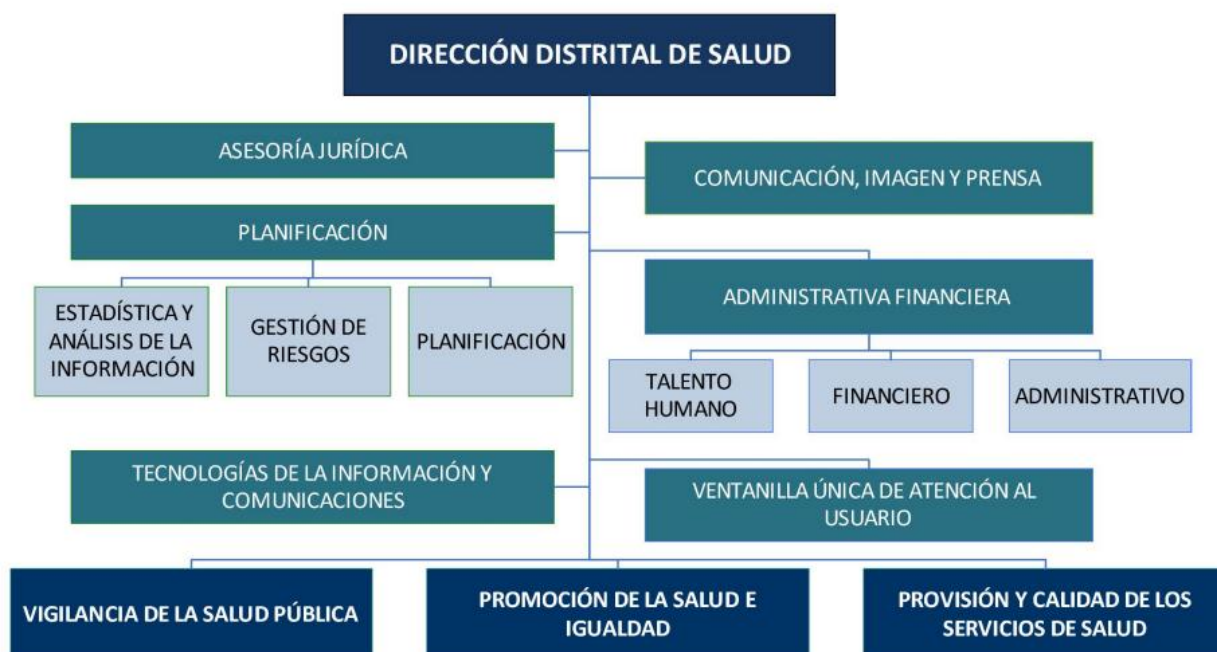 DIRECCIÓN DISTRITAL DE SALUD
ASESORÍA JURÍDICA
COMUNICACIÓN, IMAGEN Y PRENSA
PLANIFICACIÓN
ESTADÍSTICA Y
ANÁLISIS DE LA
INFORMACIÓN
GESTIÓN DE
RIESGOS
PLANIFICACIÓN
ADMINISTRATIVA FINANCIERA
TALENTO
HUMANO
FINANCIERO
ADMINISTRATIVO
TECNOLOGÍAS DE LA INFORMACIÓN Y
COMUNICACIONES
VENTANILLA ÚNICA DE ATENCIÓN AL
USUARIO
VIGILANCIA DE LA SALUD PÚBLICA
PROMOCIÓN DE LA SALUD E
IGUALDAD
PROVISIÓN Y CALIDAD DE LOS
SERVICIOS DE SALUD